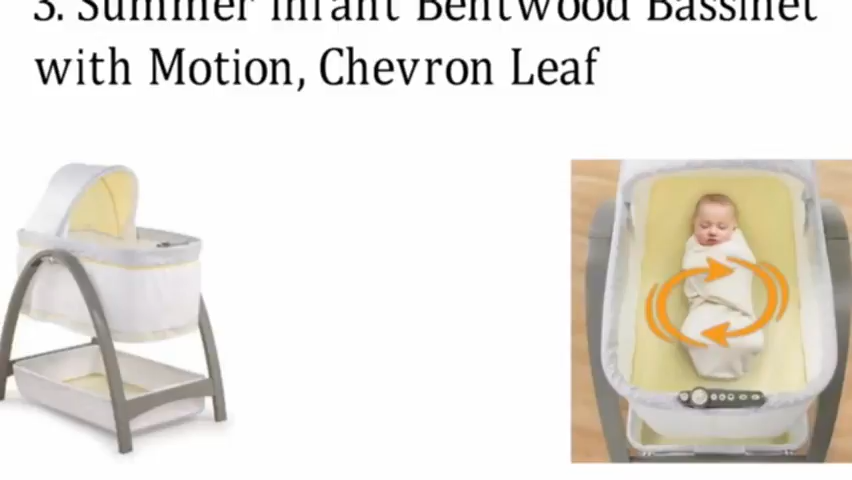 3. Summer Infant Bentwood Bassinet
with Motion, Chevron Leaf